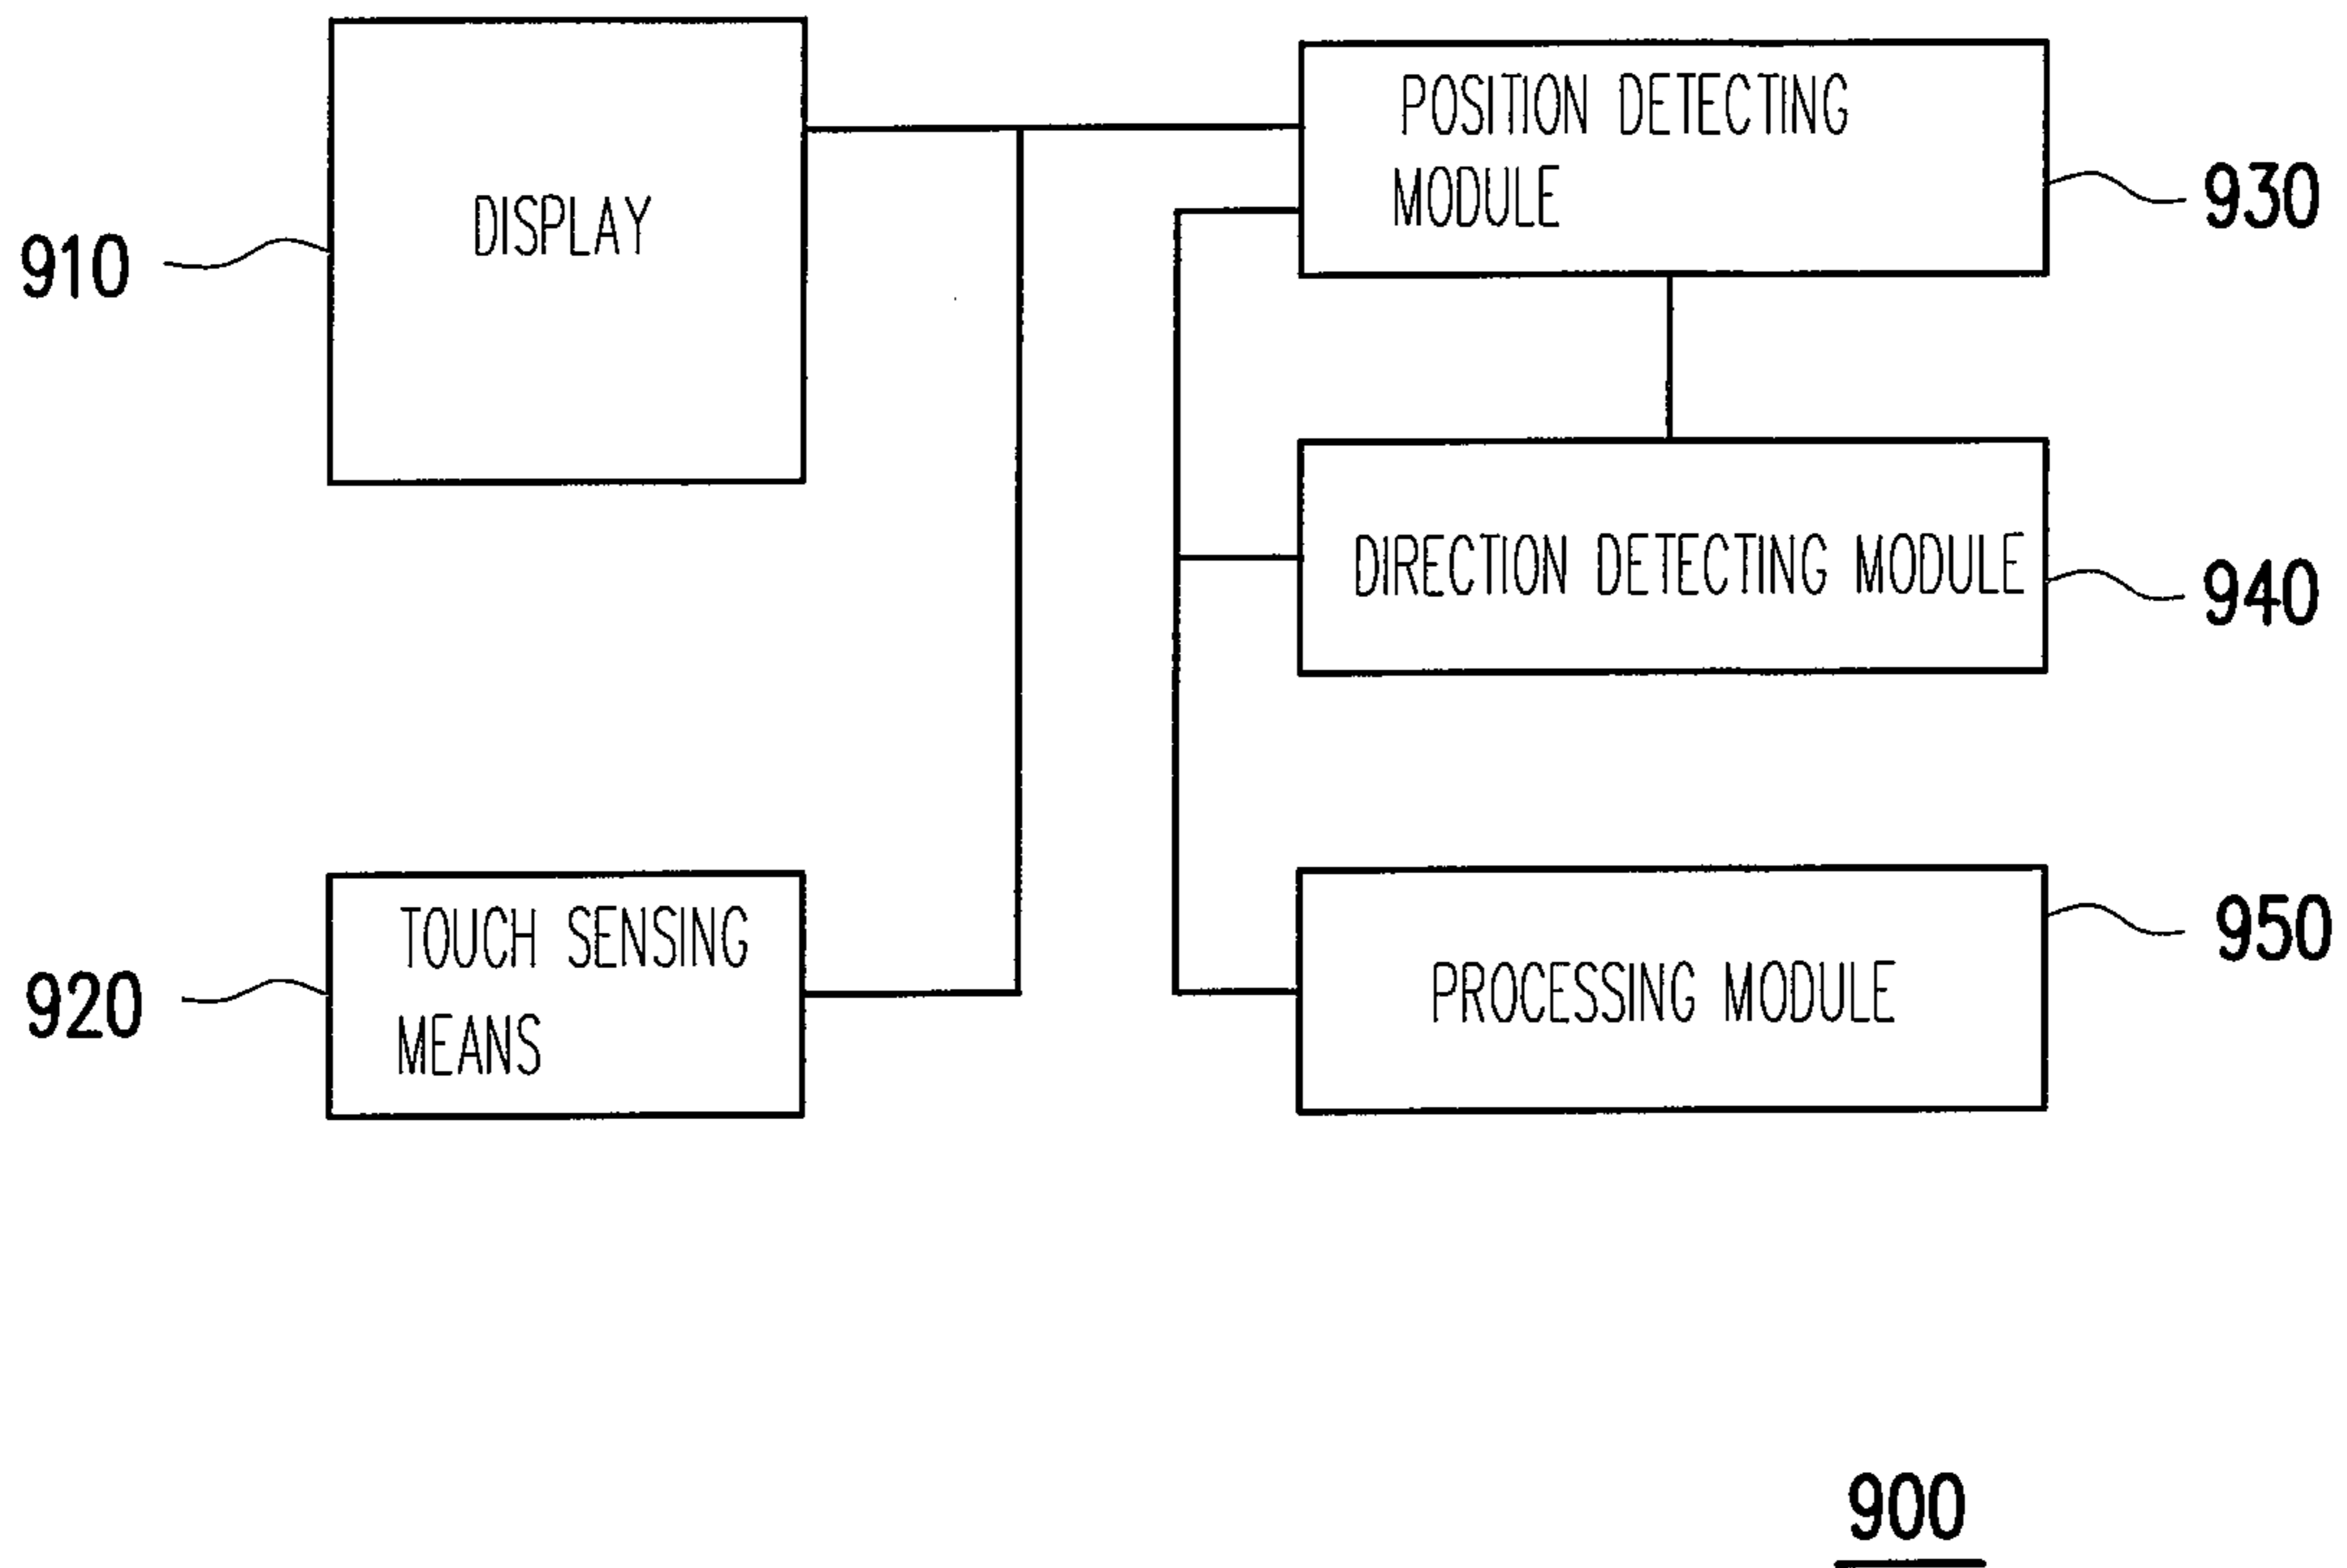 DISPLAY
910
POSITION DETECTING
MODULE
930
DIRECTION DETECTING MODULE
940
TOUCH SENSING
MEANS
920
PROCESSING MODULE
950
900